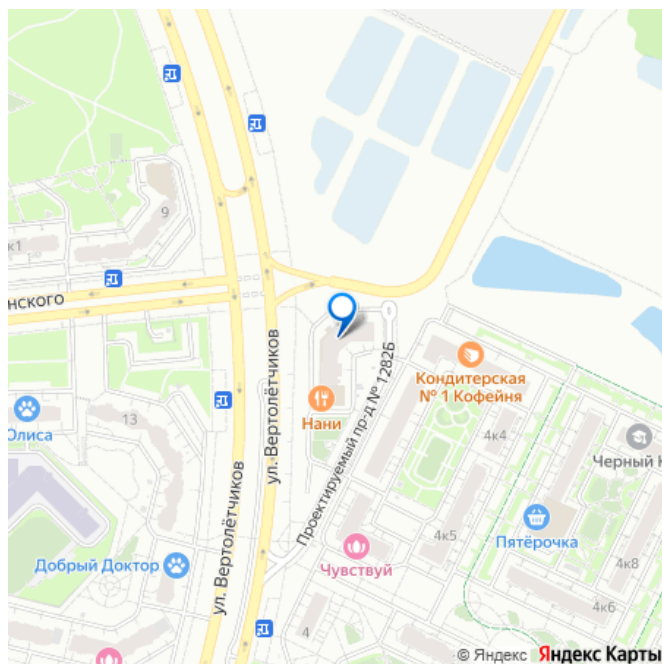 9
4к1
нского
ул. Вертолётчиков
Проектируемый пр-д № 1282Б
Кондитерская
№ 1 Кофейня
Нани
13
4к4
Олиса
Черный К
ул. Вертолётчиков
4к5
Пятёрочка
Добрый Доктор
Чувствуй
4к8
4к6
4
© Яндекс Яндекс Карты